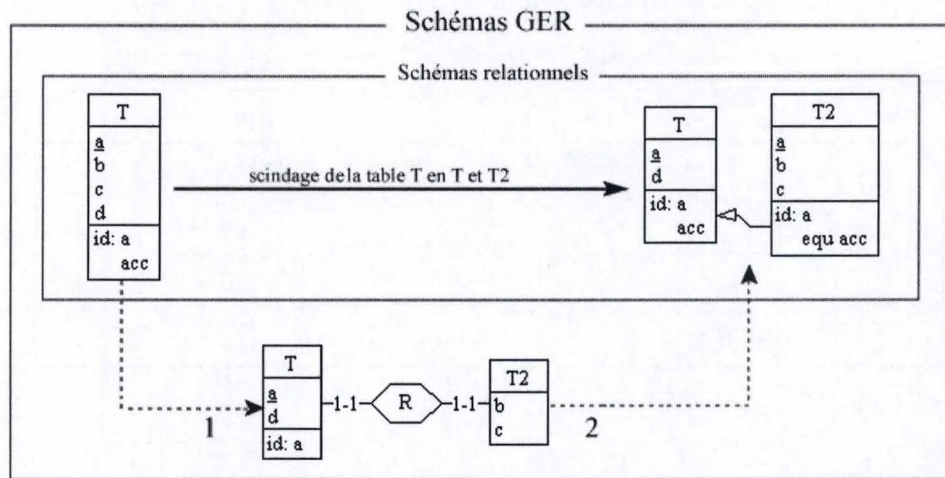 Schémas GER
Schémas relationnels
T
a
b
c
d
id: a
acc
scindage de la table T en T et T2
T
a
d
id: a
acc
T2
a
b
c
id: a
equ acc
1
T
a
d
id: a
1-1
R
1-1
T2
b
c
2